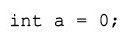 int a = 0;